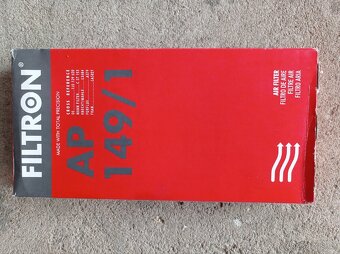 FILTRON®
MADE WITH TOTAL PRECISION
CROSS REFERENCE
AP
149/1
AIR FILTER
FILTRO DE AIRE
FILTRE AIR
FILTRO ARIA